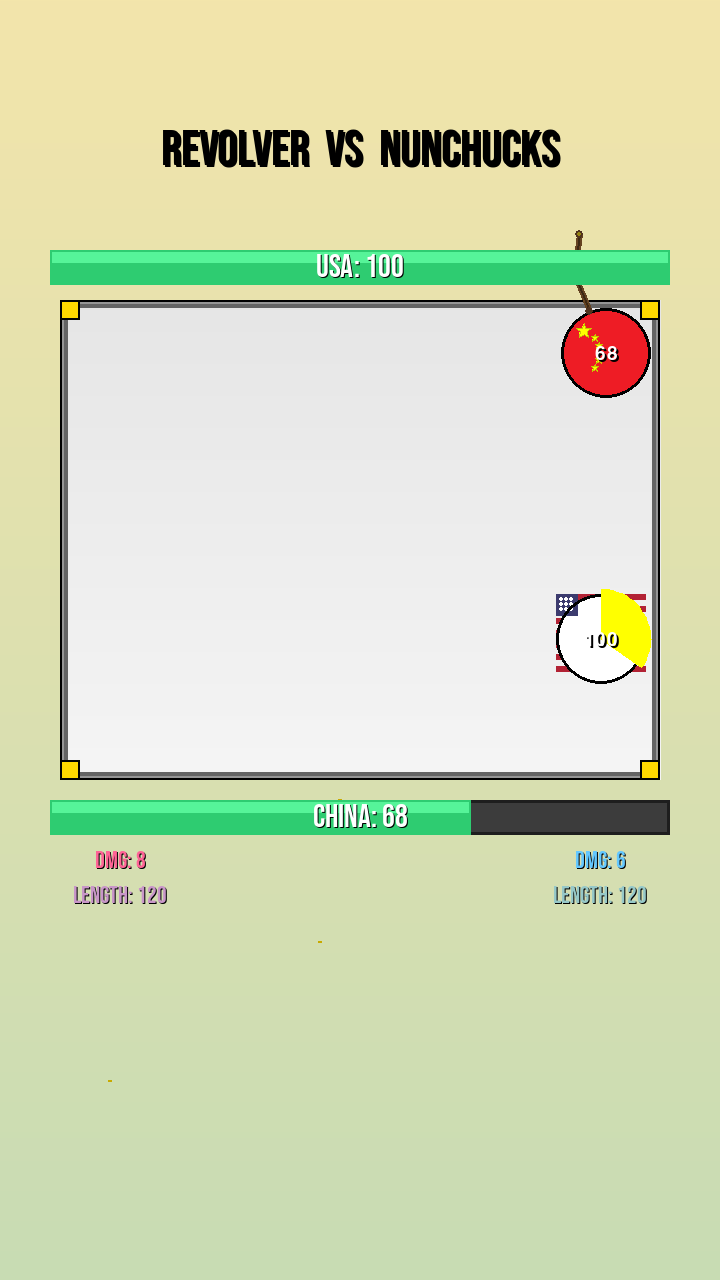 REVOLVER VS NUNCHUCKS
USA: 100
68
100
CHINA: 68
DMG: 8
DMG: 6
LENGTH: 120
LENGTH: 120